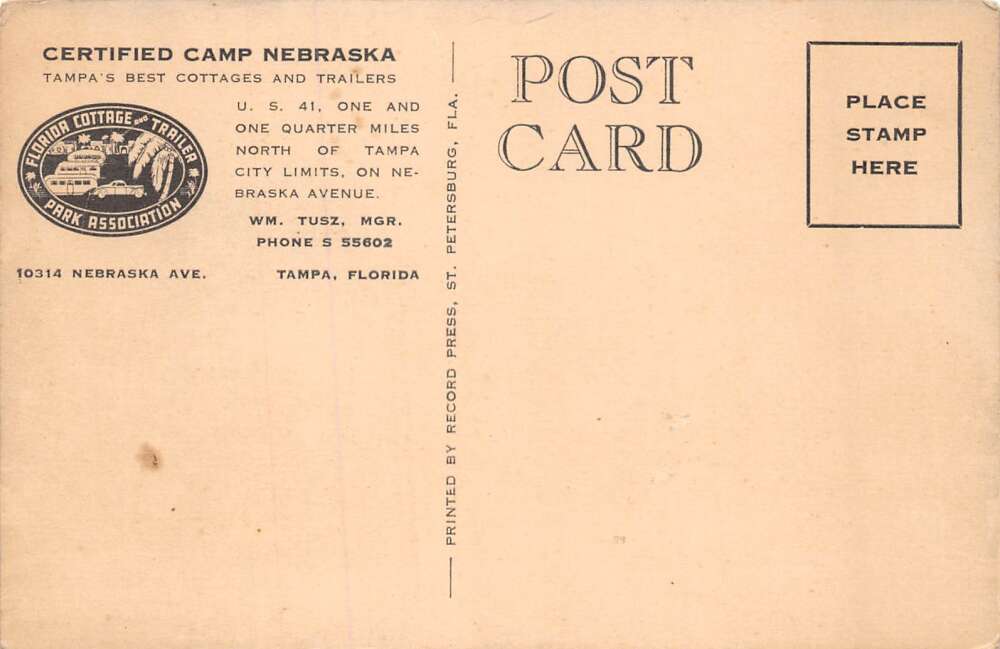 CERTIFIED CAMP NEBRASKA
TAMPA'S BEST COTTAGES AND TRAILERS
FLORIDA COTTAGE AND TRAILER
PARK ASSOCIATION
U. S. 41, ONE AND
ONE QUARTER MILES
NORTH OF TAMPA
CITY LIMITS, ON NE-
BRASKA AVENUE.
WM. TUSZ, MGR.
PHONE S 55602
10314 NEBRASKA AVE. TAMPA, FLORIDA
PRINTED BY RECORD PRESS, ST. PETERSBURG, FLA.
POST
CARD
PLACE
STAMP
HERE